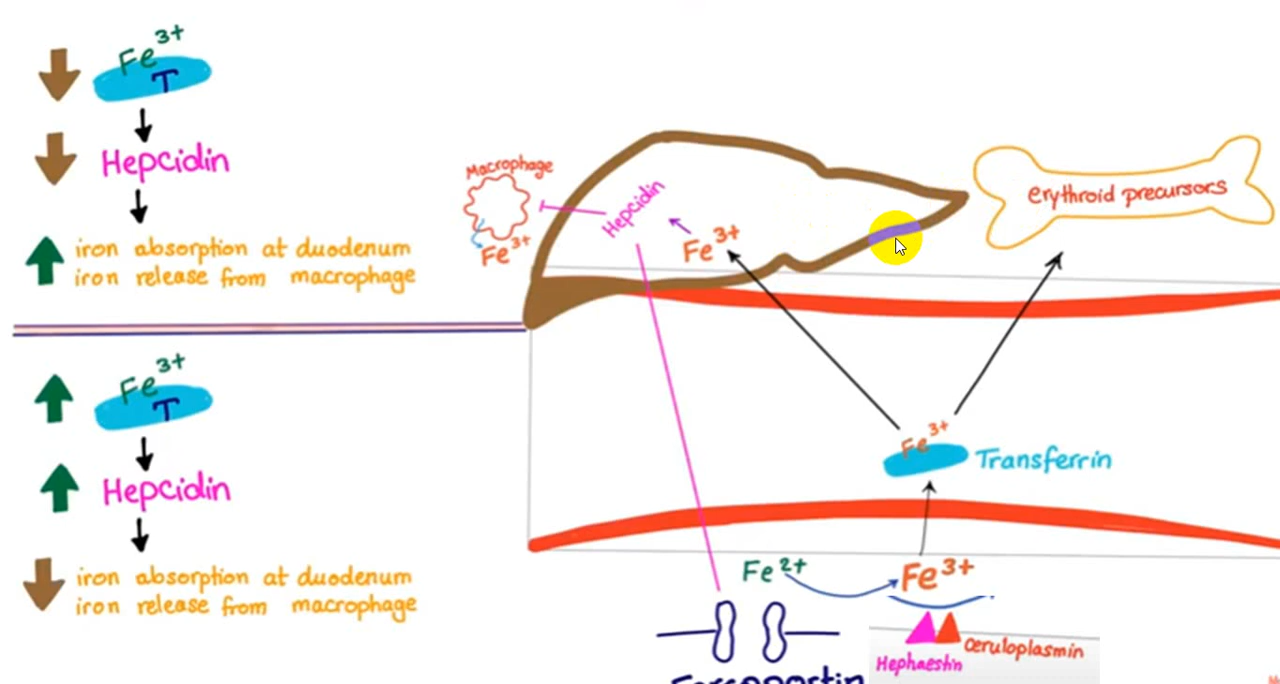 Fe3+
T
Hepcidin
iron absorption at duodenum
iron release from macrophage
Fe3+
T
Hepcidin
iron absorption at duodenum
iron release from macrophage
Macrophage
Fe3+
Hepcidin
Fe3+
erythroid precursors
Fe3+
Transferrin
Fe2+
Fe3+
Hephaestin
Ceruloplasmin
Ferroportin